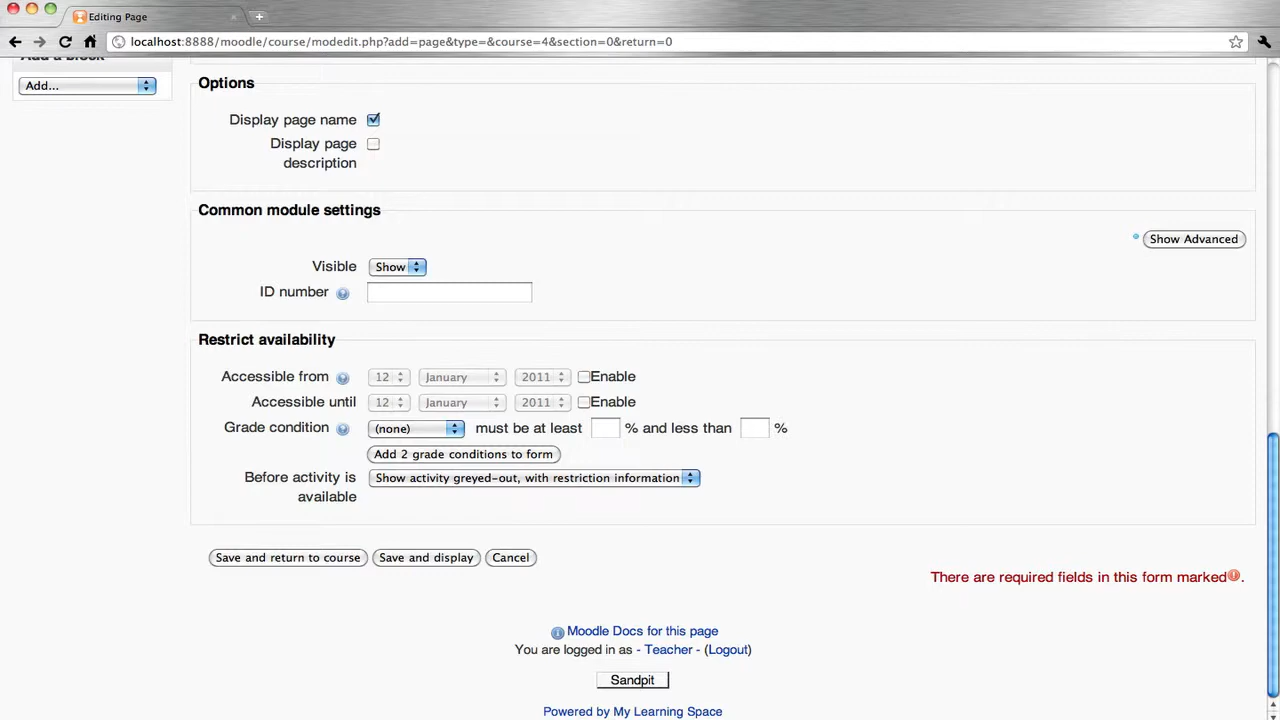 Editing Page
localhost:8888/moodle/course/modedit.php?add=page&type=&course=4&section=0&return=0
Add a block
Add...
Options
Display page name
Display page
description
Common module settings
Show Advanced
Visible Show
ID number
Restrict availability
Accessible from 12 January 2011 Enable
Accessible until 12 January 2011 Enable
Grade condition (none) must be at least % and less than %
Add 2 grade conditions to form
Before activity is Show activity greyed-out, with restriction information
available
Save and return to course Save and display Cancel
There are required fields in this form marked .
Moodle Docs for this page
You are logged in as - Teacher - (Logout)
Sandpit
Powered by My Learning Space